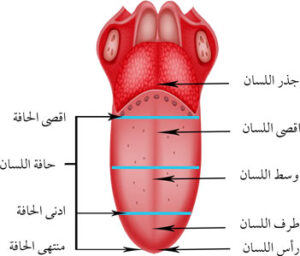 جذر اللسان
اقصى اللسان
وسط اللسان
طرف اللسان
رأس اللسان
اقصى الحافة
حافة اللسان
ادنى الحافة
منتهى الحافة